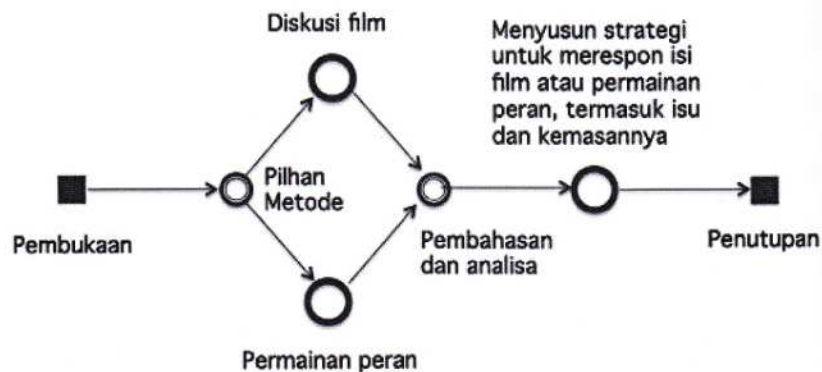 Diskusi film
Menyusun strategi
untuk merespon isi
film atau permainan
peran, termasuk isu
dan kemasannya
Pembukaan
Pilhan
Metode
Pembahasan
dan analisa
Penutupan
Permainan peran